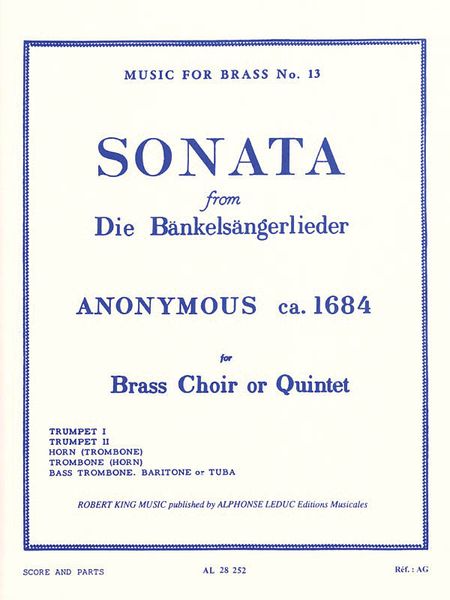 MUSIC FOR BRASS No. 13
SONATA
from
Die Bänkelsängerlieder
ANONYMOUS ca. 1684
for
Brass Choir or Quintet
TRUMPET I
TRUMPET II
HORN (TROMBONE)
TROMBONE (HORN)
BASS TROMBONE. BARITONE or TUBA
ROBERT KING MUSIC published by ALPHONSE LEDUC Editions Musicales
SCORE AND PARTS AL 28 252 Réf. : AG